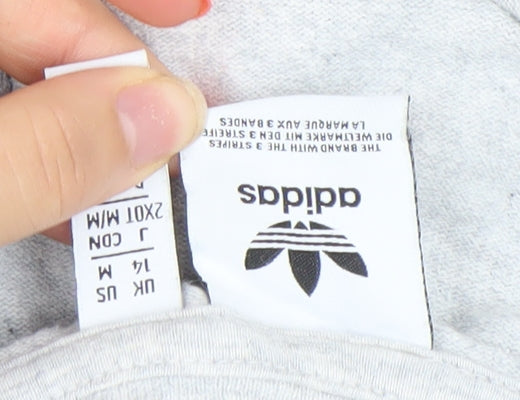 adidas
THE BRAND WITH THE 3 STRIPES
DIE WELTMARKE MIT DEN 3 STREIFE
LA MARQUE AUX 3 BANDES
UK US
14 M
J CDN
2XOT M/M